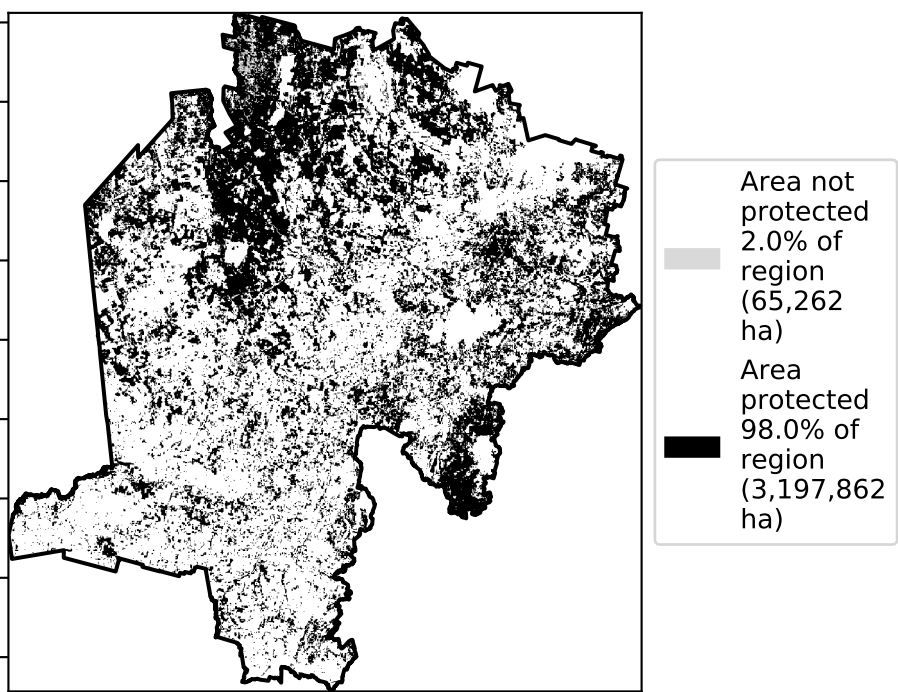 Area not
protected
2.0% of
region
(65,262
ha)
Area
protected
98.0% of
region
(3,197,862
ha)